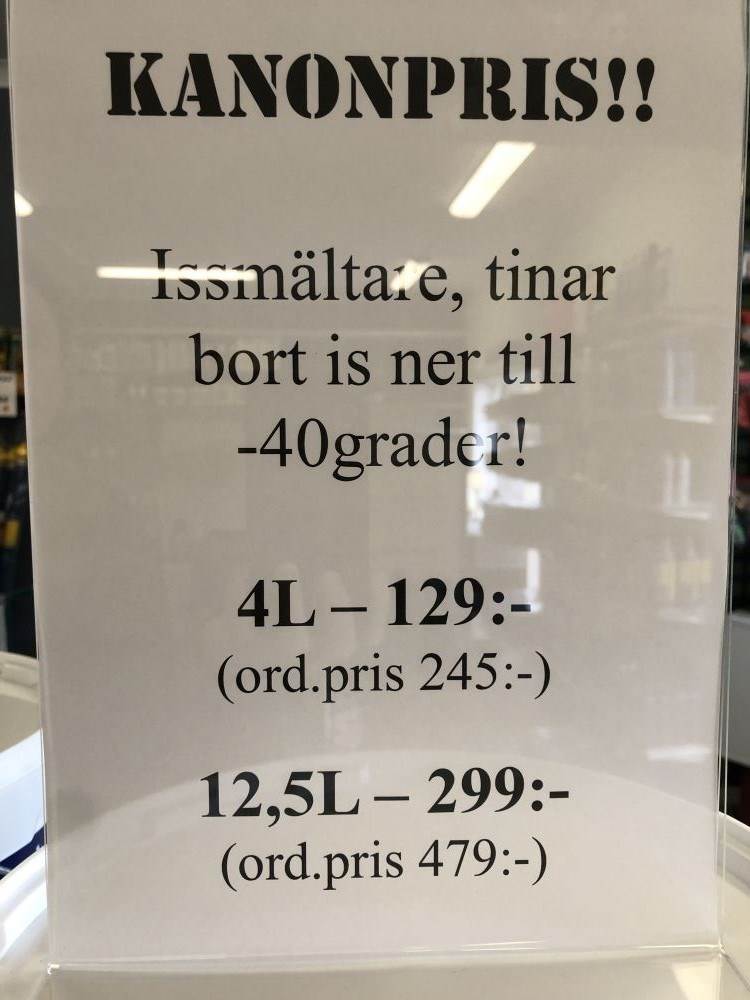 KANONPRIS!!
Issmältare, tinar
bort is ner till
-40grader!
4L – 129:-
(ord.pris 245:-)
12,5L – 299:-
(ord.pris 479:-)